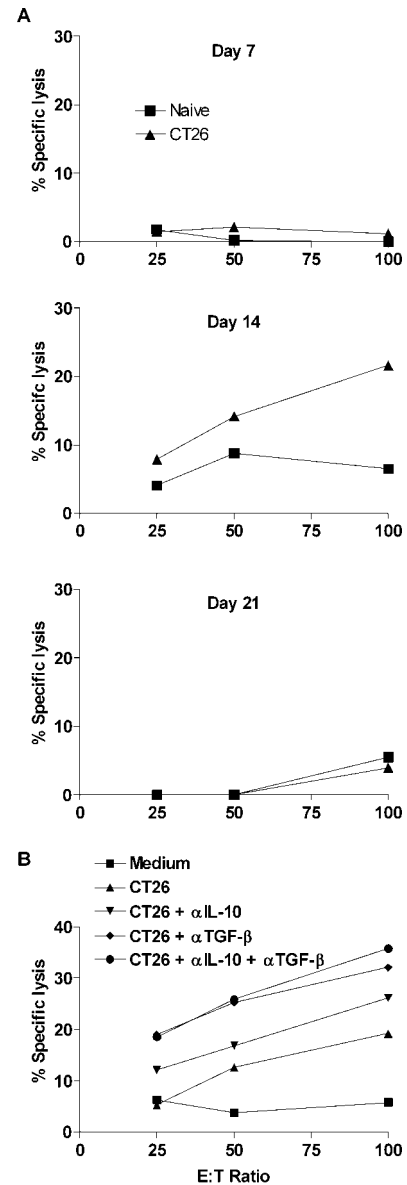 A
Day 7
Naive
CT26
% Specific lysis
30
20
10
0
0 25 50 75 100
Day 14
% Specifc lysis
30
20
10
0
0 25 50 75 100
Day 21
% Specific lysis
30
20
10
0
0 25 50 75 100
B
Medium
CT26
CT26 + αIL-10
CT26 + αTGF-β
CT26 + αIL-10 + αTGF-β
% Specific lysis
40
30
20
10
0
0 25 50 75 100
E:T Ratio